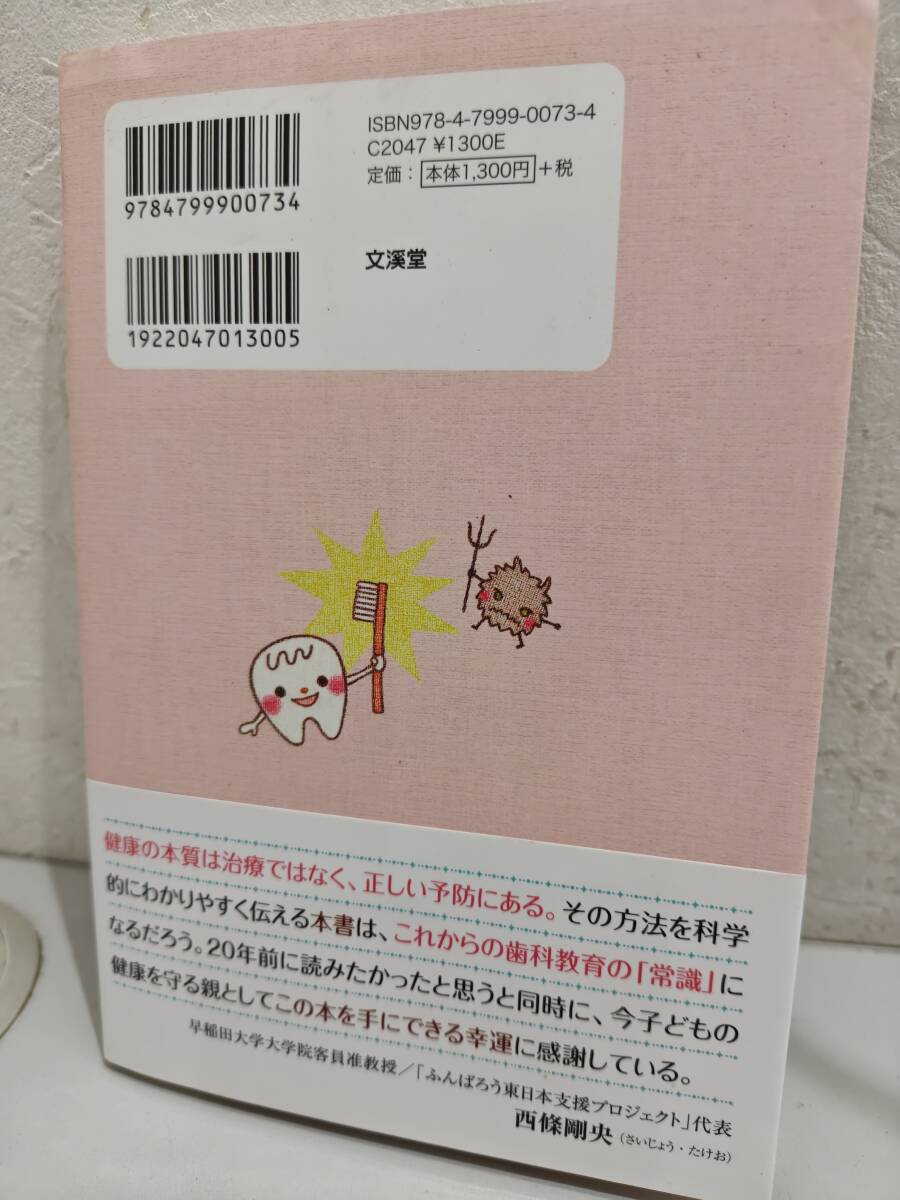 ISBN978-4-7999-0073-4
C2047 ¥1300E
定価：本体1,300円+税
9784799900734
文溪堂
1922047013005
健康の本質は治療ではなく、正しい予防にある。その方法を科学
的にわかりやすく伝える本書は、これからの歯科教育の「常識」に
なるだろう。20年前に読みたかったと思うと同時に、今子どもの
健康を守る親としてこの本を手にできる幸運に感謝している。
早稲田大学大学院客員准教授／「ふんばろう東日本支援プロジェクト」代表
西條剛央（さいじょう・たけお）